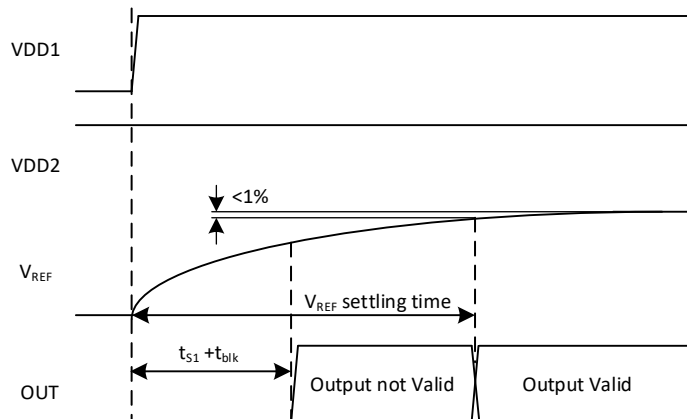 VDD1
VDD2
<1%
VREF
VREF settling time
tS1 +tblk
OUT
Output not Valid
Output Valid